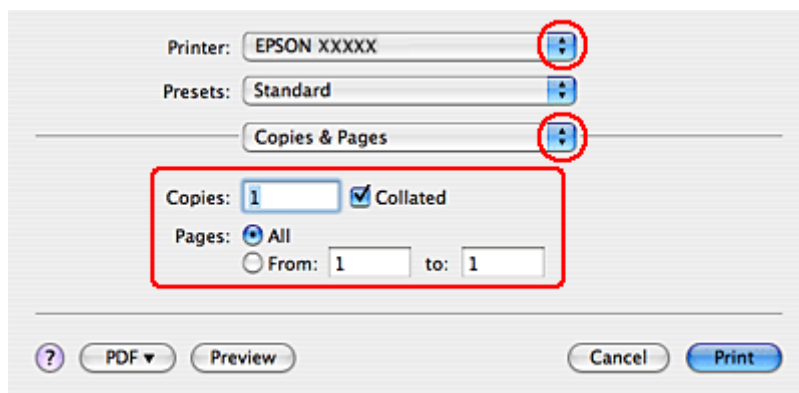 Printer: EPSON XXXXX
Presets: Standard
Copies & Pages
Copies: 1 Collated
Pages: All
From: 1 to: 1
? PDF Preview Cancel Print